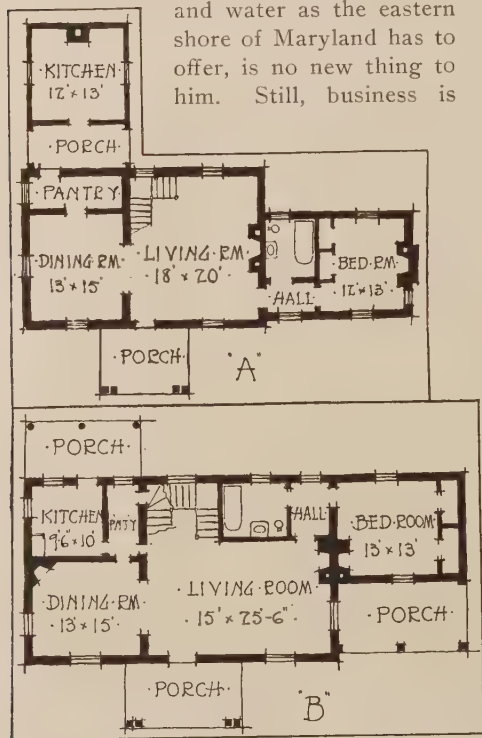 and water as the eastern
shore of Maryland has to
offer, is no new thing to
him. Still, business is
·KITCHEN·
12'×13'
·PORCH·
·PANTRY·
·DINING·RM·
13'×15'·
·LIVING·RM·
·18'×20'·
·HALL·
·BED·RM·
·12'×13'
·PORCH·
"A"
·PORCH·
·KITCHEN·
9'·6"×10'
PNTY
HALL
·BED·ROOM·
13'×13'
·DINING·RM·
·13'×15'·
·LIVING·ROOM·
·15'×25'-6"·
·PORCH·
·PORCH·
"B"